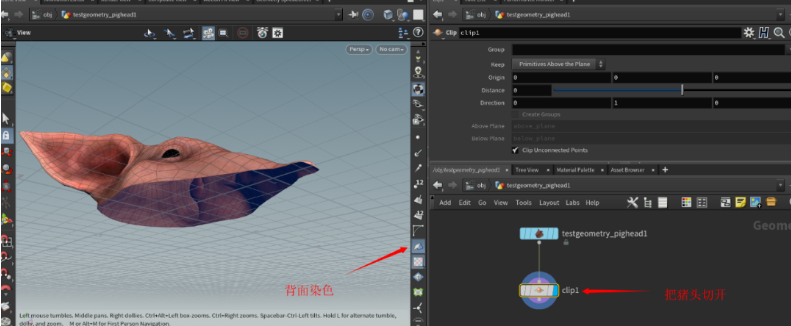 testgeometry_pighead1
obj
testgeometry_pighead1
View
Persp
No cam
背面染色
Left mouse tumbles. Middle pans. Right dollies. Ctrl+Alt+Left box-zooms. Ctrl+Right zooms. Spacebar-Ctrl-Left tilts. Hold L for alternate tumble,
dolly, and zoom. M or Alt+M for First Person Navigation.
obj
testgeometry_pighead1
Clip clip1
Group
Keep Primitives Above the Plane
Origin 0 0 0
Distance 0
Direction 0 1 0
Create Groups
Above Plane above_plane
Below Plane below_plane
Clip Unconnected Points
/obj/testgeometry_pighead1 Tree View Material Palette Asset Browser
obj
testgeometry_pighead1
Add Edit Go View Tools Layout Labs Help
Geome
testgeometry_pighead1
clip1
把猪头切开